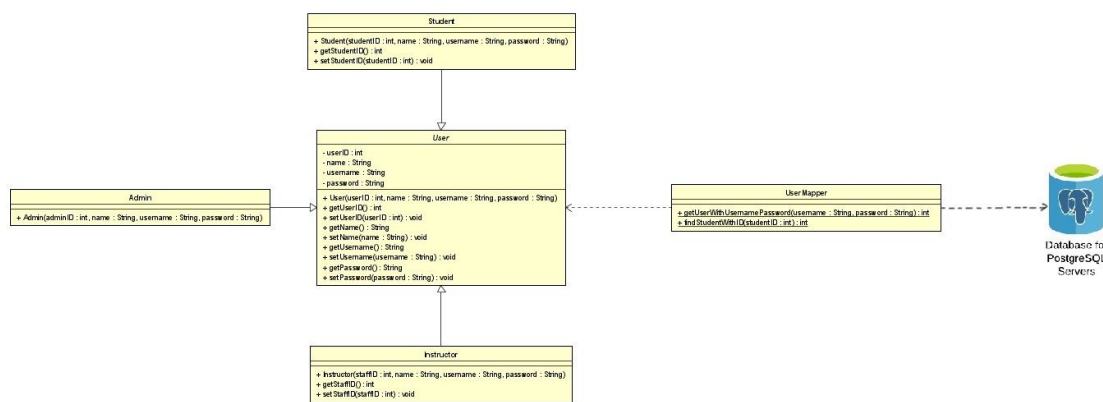 Student
+ Student(studentID : int, name : String, username : String, password : String)
+ getStudentID() : int
+ setStudentID(studentID : int) : void
User
- userID : int
- name : String
- username : String
- password : String
+ User(userID : int, name : String, username : String, password : String)
+ getUserID() : int
+ setUserID(userID : int) : void
+ getName() : String
+ setName(name : String) : void
+ getUsername() : String
+ setUsername(username : String) : void
+ getPassword() : String
+ setPassword(password : String) : void
Admin
+ Admin(adminID : int, name : String, username : String, password : String)
UserMapper
+ getUserWithUsernamePassword(username : String, password : String) : int
+ findStudentWithID(studentID : int) : int
Database fo
PostgreSQL
Servers
Instructor
+ Instructor(staffID : int, name : String, username : String, password : String)
+ getStaffID() : int
+ setStaffID(staffID : int) : void